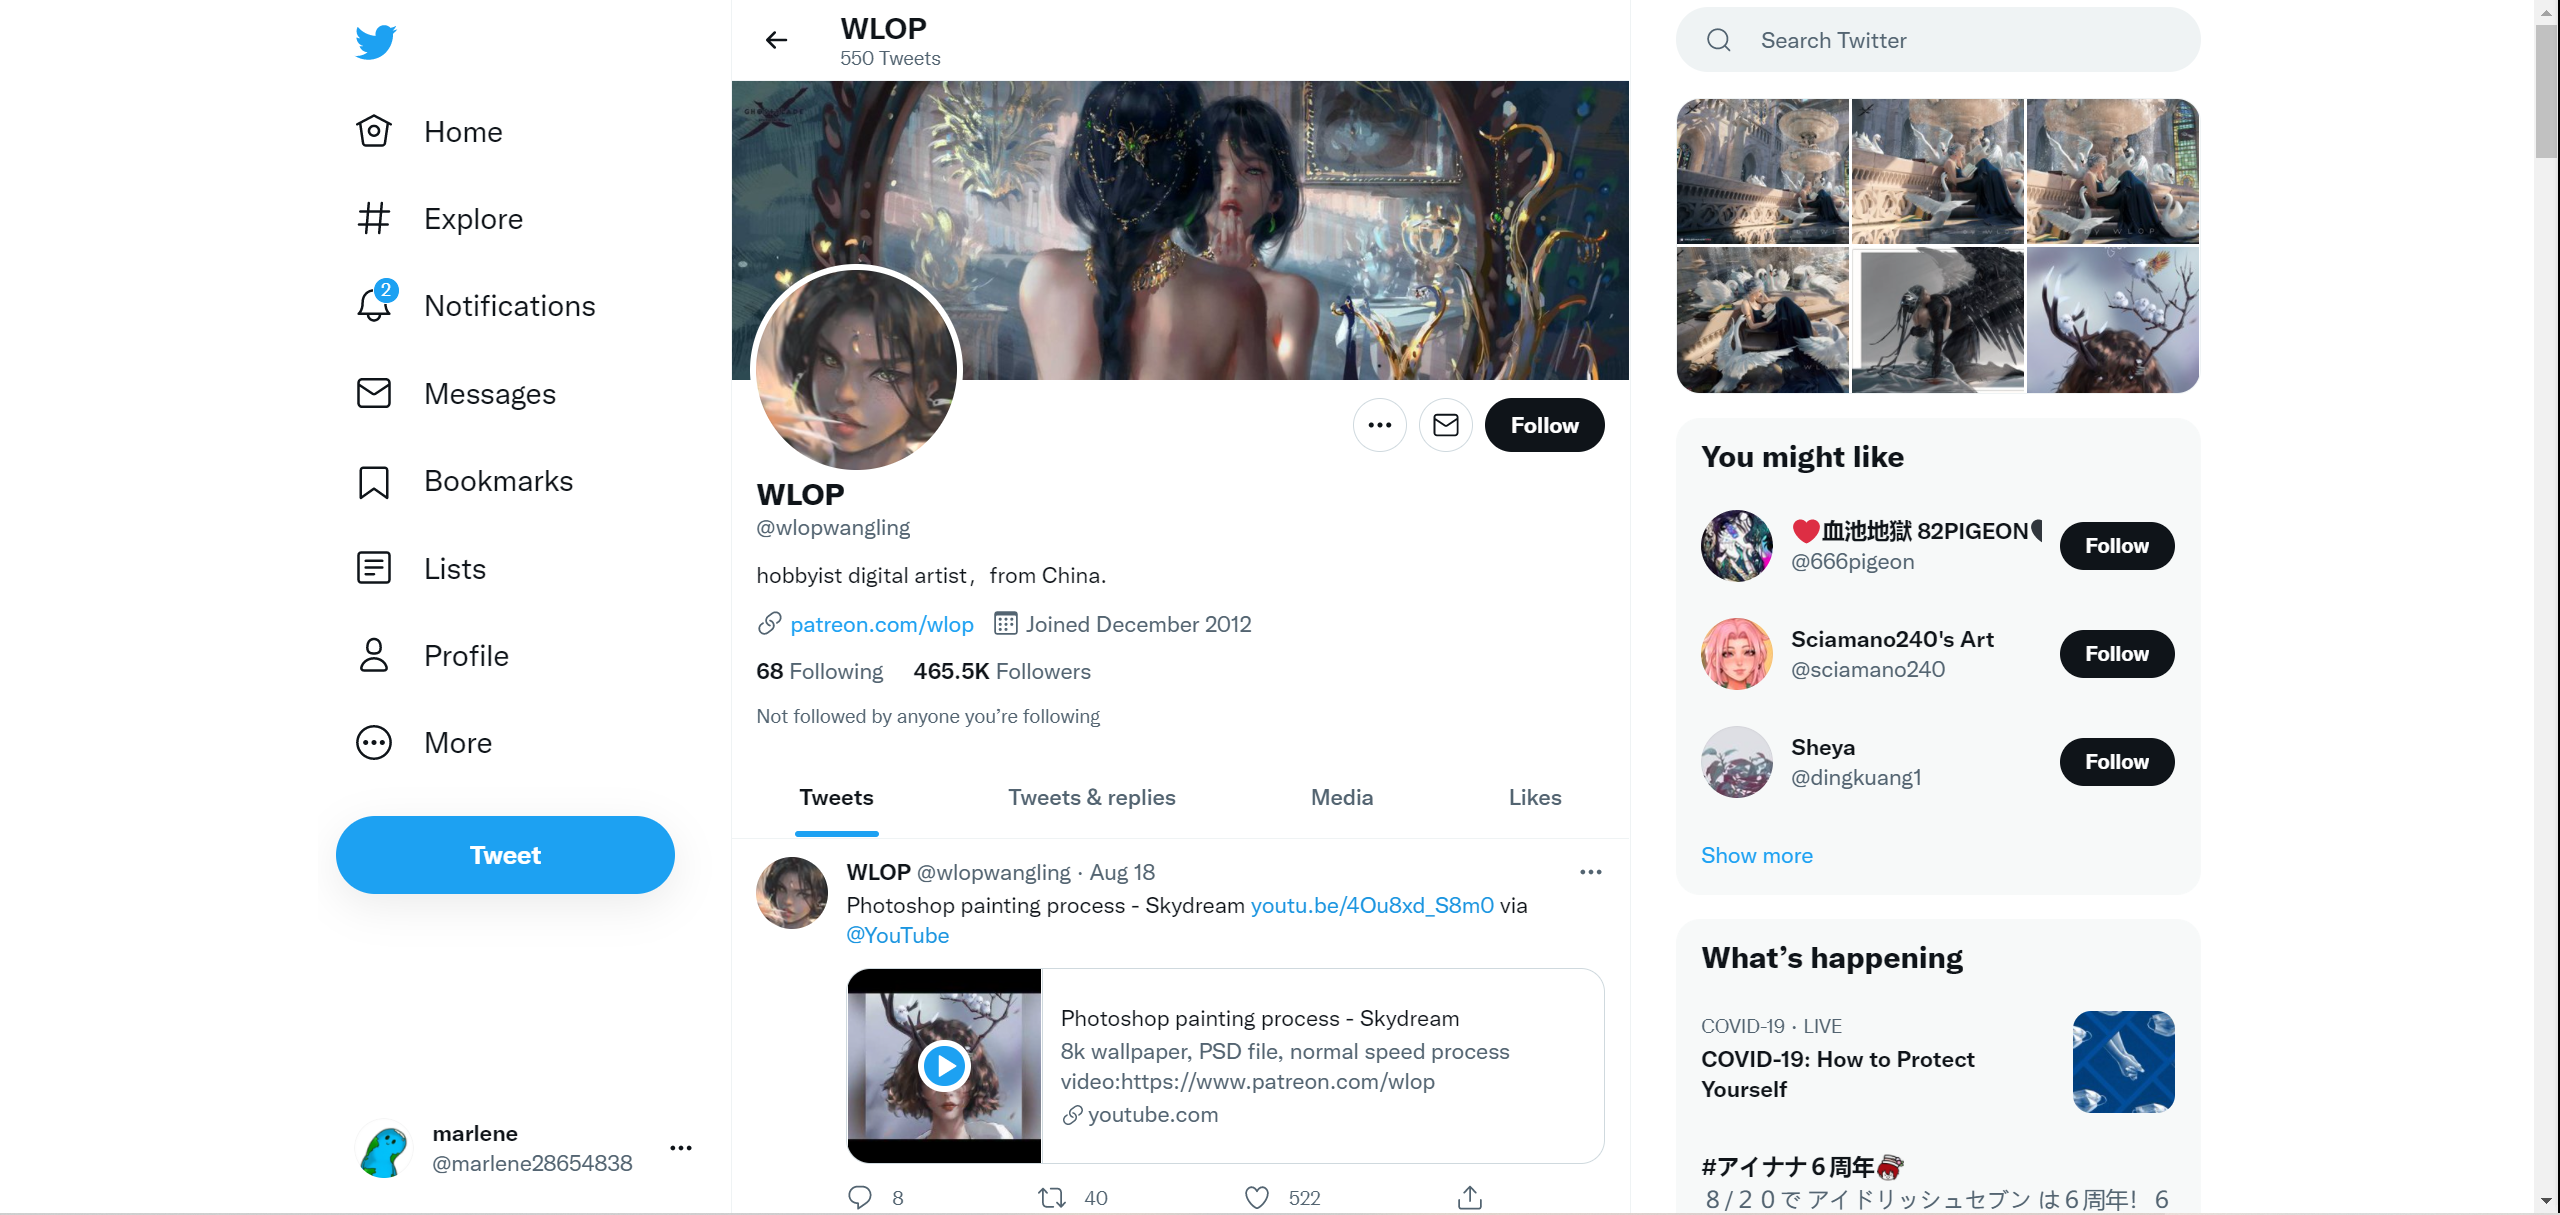 WLOP
550 Tweets
Home
Explore
2
Notifications
Messages
Bookmarks
Lists
Profile
More
Tweet
marlene
@marlene28654838
Follow
WLOP
@wlopwangling
hobbyist digital artist，from China.
patreon.com/wlop Joined December 2012
68 Following 465.5K Followers
Not followed by anyone you’re following
Tweets Tweets & replies Media Likes
WLOP @wlopwangling · Aug 18
Photoshop painting process - Skydream youtu.be/4Ou8xd_S8m0 via
@YouTube
Photoshop painting process - Skydream
8k wallpaper, PSD file, normal speed process
video:https://www.patreon.com/wlop
youtube.com
8 40 522
Search Twitter
WLOP
You might like
血池地獄 82PIGEON
@666pigeon
Follow
Sciamano240's Art
@sciamano240
Follow
Sheya
@dingkuang1
Follow
Show more
What’s happening
COVID-19 · LIVE
COVID-19: How to Protect
Yourself
#アイナナ６周年
８/２０で アイドリッシュセブン は６周年！６